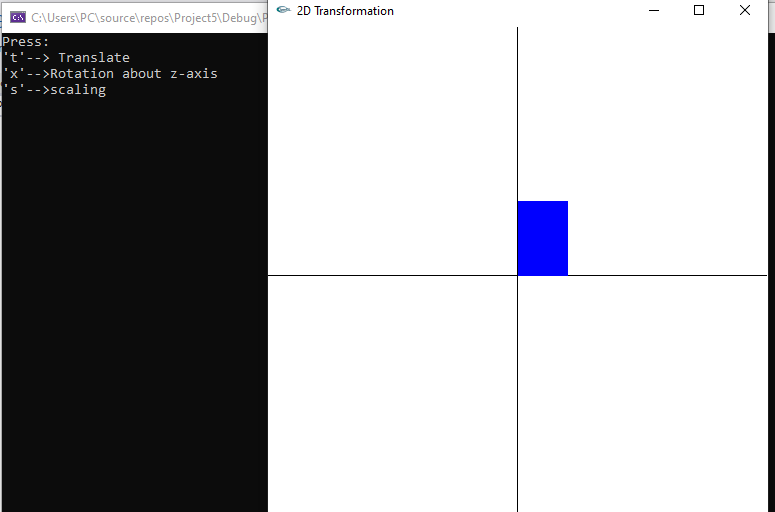 C:\Users\PC\source\repos\Project5\Debug\P
2D Transformation
Press:
't'--> Translate
'x'-->Rotation about z-axis
's'-->scaling